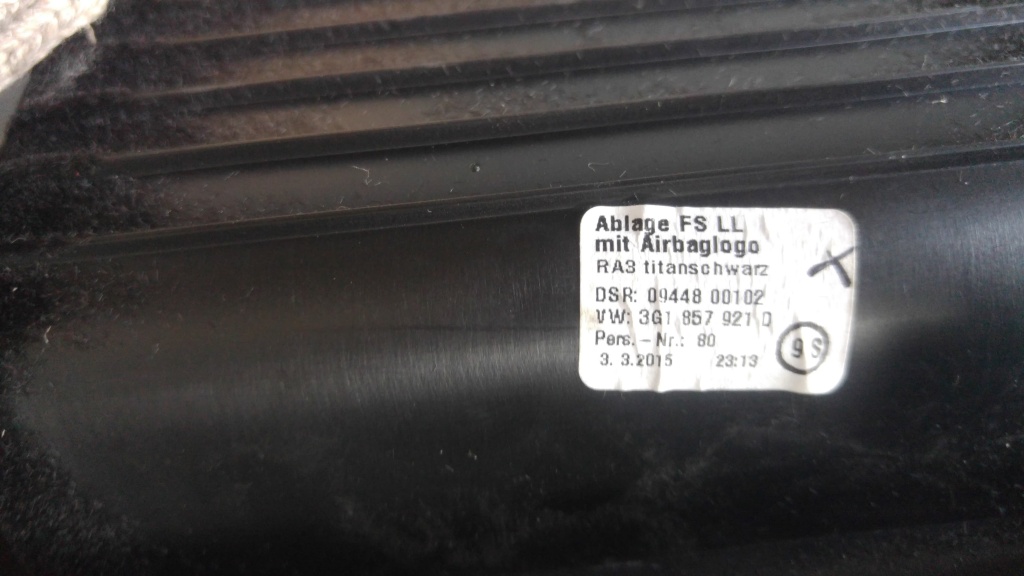 Ablage FS LL
mit Airbaglogo
RA3 titanschwarz
DSR: 09448 00102
VW: 3G1 857 921 D
Pers. - Nr.: 80
3. 3.2015 23:13